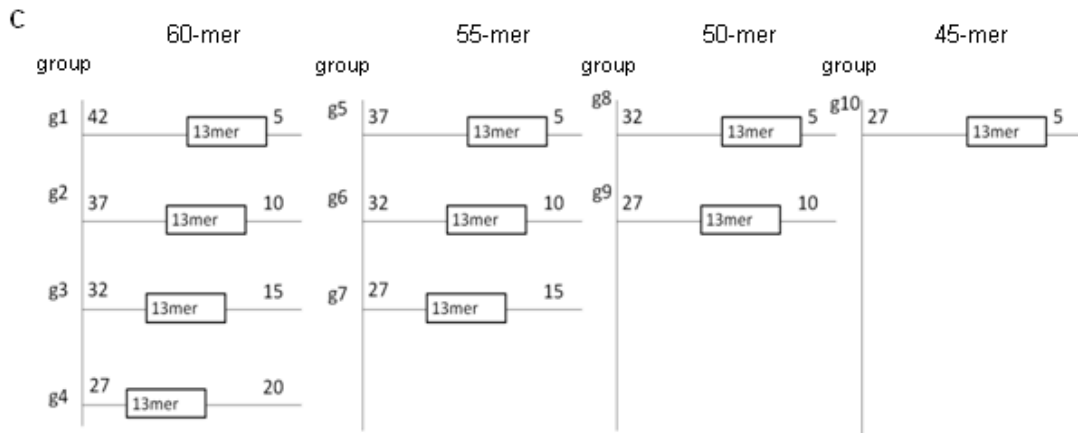 C
60-mer 55-mer 50-mer 45-mer
group group group group
g1 42 13mer 5 g5 37 13mer 5 g8 32 13mer 5 g10 27 13mer 5
g2 37 13mer 10 g6 32 13mer 10 g9 27 13mer 10
g3 32 13mer 15 g7 27 13mer 15
g4 27 13mer 20